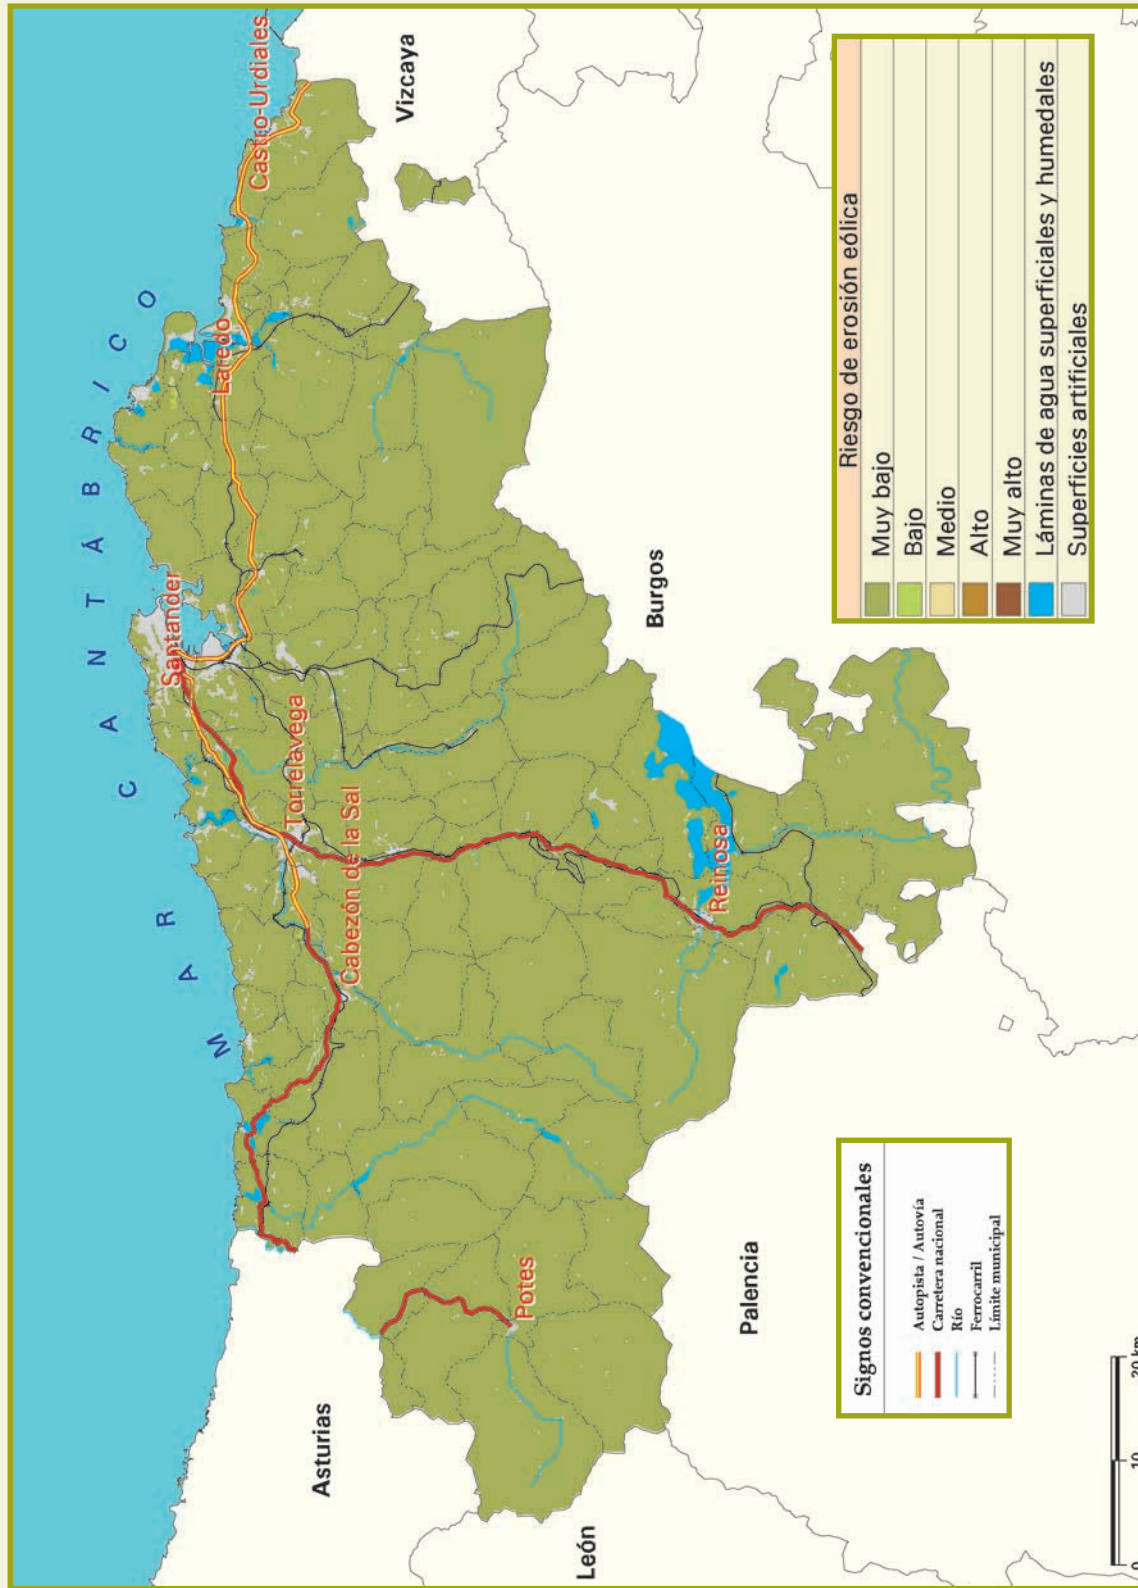 MAR CANTÁBRICO
Castro-Urdiales
Laredo
Santander
Torrelavega
Cabezón de la Sal
Reinosa
Potes
Vizcaya
Burgos
Palencia
Asturias
León
Riesgo de erosión eólica
Muy bajo
Bajo
Medio
Alto
Muy alto
Láminas de agua superficiales y humedales
Superficies artificiales
Signos convencionales
Autopista / Autovía
Carretera nacional
Río
Ferrocarril
Límite municipal
0 10 20 km